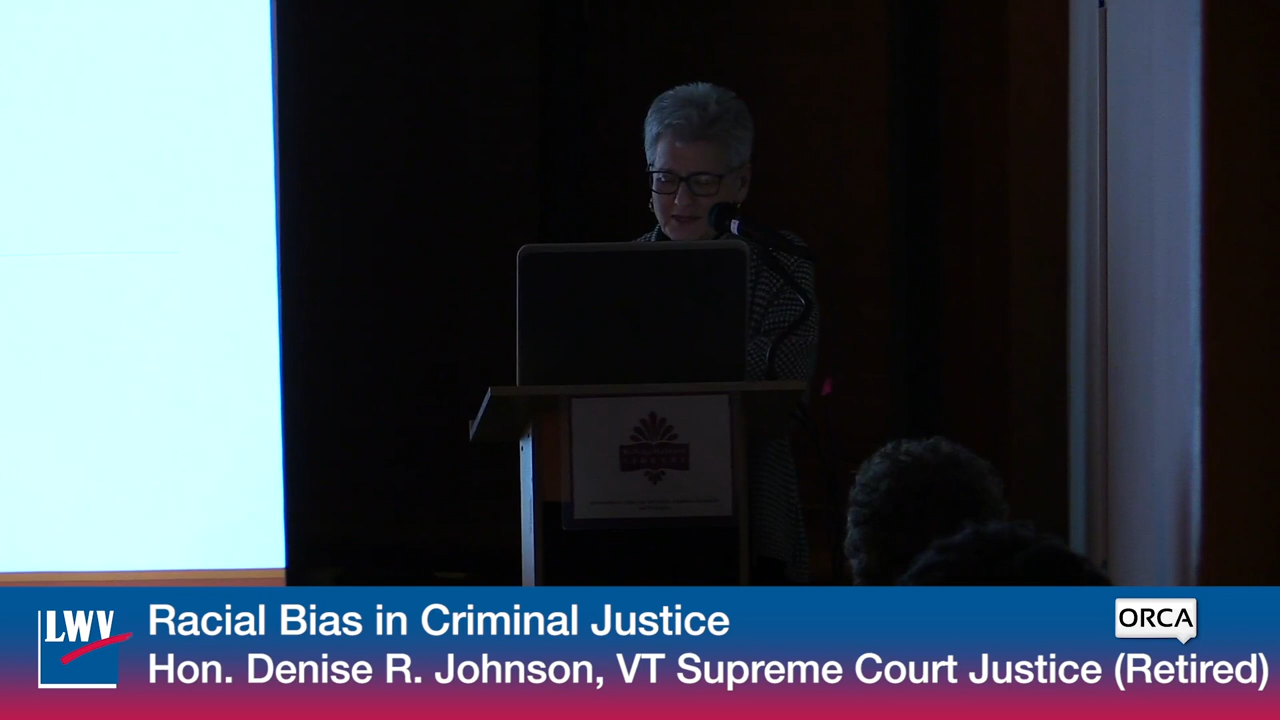 LWV
Racial Bias in Criminal Justice
ORCA
Hon. Denise R. Johnson, VT Supreme Court Justice (Retired)